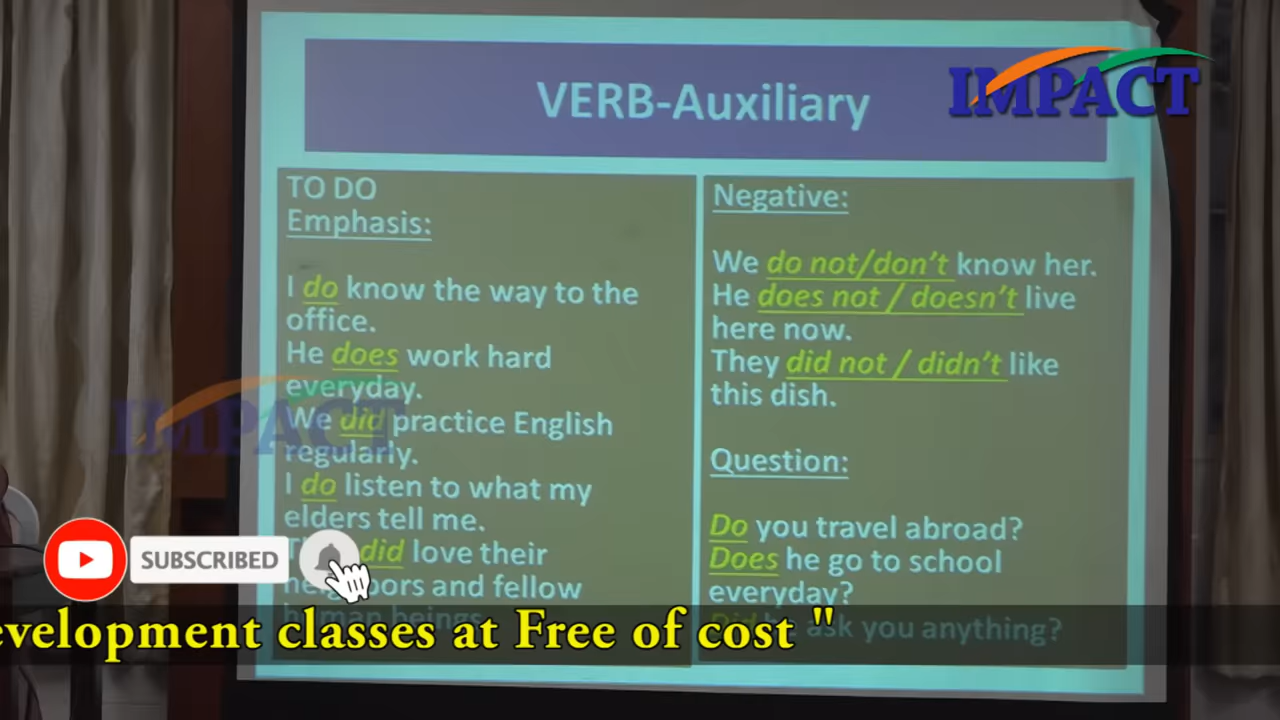 VERB-Auxiliary
IMPACT
TO DO
Emphasis:
I do know the way to the
office.
He does work hard
everyday.
We did practice English
regularly.
I do listen to what my
elders tell me.
did love their
and fellow
human beings
Negative:
We do not/don't know her.
He does not / doesn't live
here now.
They did not / didn't like
this dish.
Question:
Do you travel abroad?
Does he go to school
everyday?
ask you anything?
IMPACT
SUBSCRIBED
classes at Free of cost "